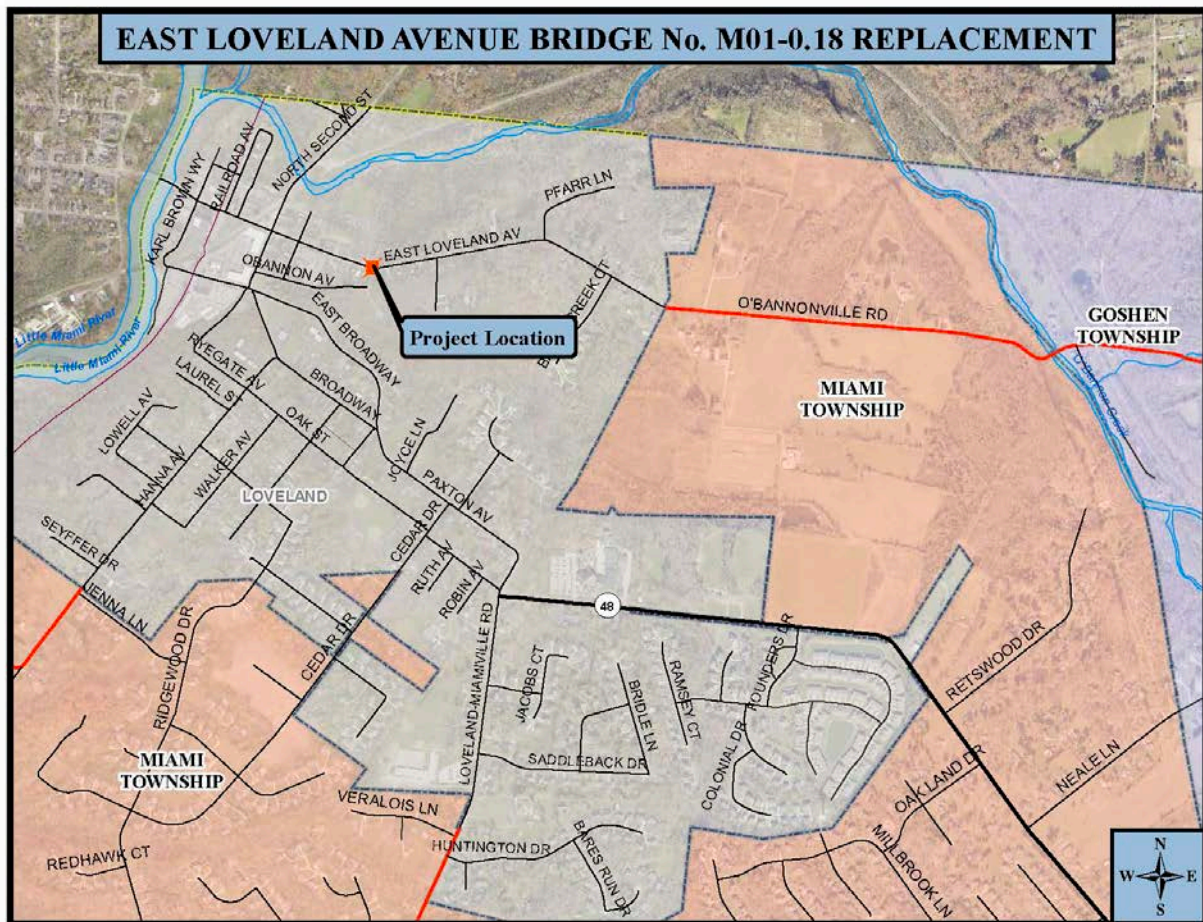 EAST LOVELAND AVENUE BRIDGE No. M01-0.18 REPLACEMENT
NORTH SECOND ST
RAILROAD AV
KARL BROWN WY
PFARR LN
EAST LOVELAND AV
OBANNON AV
CREEK CT
O'BANNONVILLE RD
GOSHEN
TOWNSHIP
Little Miami River
Little Miami River
Project Location
EAST BROADWAY
MIAMI
TOWNSHIP
RYEGATE AV
LAUREL ST
BROADWAY
LOWELL AV
OAK ST
JOYCE LN
HANNA AV
WALKER AV
PAXTON AV
LOVELAND
SEYFFER DR
CEDAR DR
RUTH AV
ROBIN AV
JENNA LN
48
CEDAR DR
RIDGEWOOD DR
LOVELAND-MIAMIVILLE RD
JACOBS CT
BRIDLE LN
RAMSEY CT
FOUNDERS DR
RETSWOOD DR
COLONIAL DR
SADDLEBACK DR
MIAMI
TOWNSHIP
VERALOIS LN
OAKLAND DR
NEALE LN
HUNTINGTON DR
BARES RUN DR
MILLBROOK LN
REDHAWK CT
N
W E
S